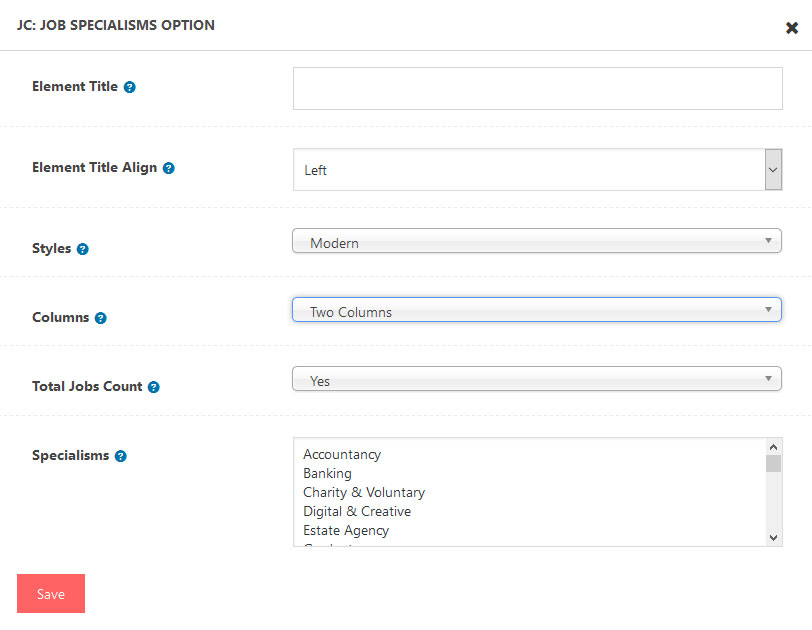 JC: JOB SPECIALISMS OPTION
Element Title
Element Title Align
Left
Styles
Modern
Columns
Two Columns
Total Jobs Count
Yes
Specialisms
Accountancy
Banking
Charity & Voluntary
Digital & Creative
Estate Agency
Save